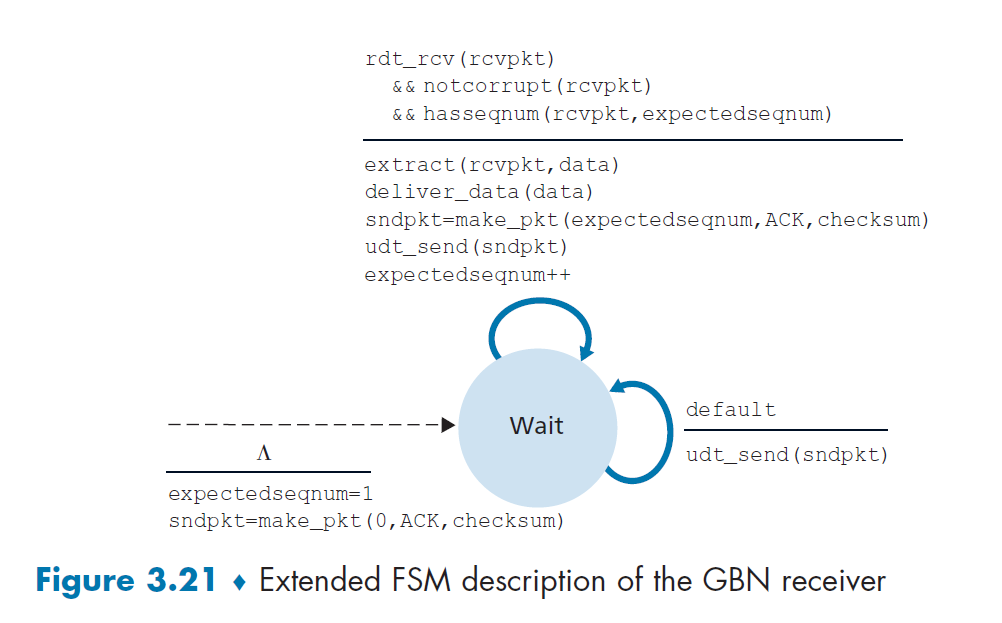 rdt_rcv(rcvpkt)
&& notcorrupt(rcvpkt)
&& hasseqnum(rcvpkt,expectedseqnum)
extract(rcvpkt,data)
deliver_data(data)
sndpkt=make_pkt(expectedseqnum,ACK,checksum)
udt_send(sndpkt)
expectedseqnum++
Wait
default
udt_send(sndpkt)
Λ
expectedseqnum=1
sndpkt=make_pkt(0,ACK,checksum)
Figure 3.21 ♦ Extended FSM description of the GBN receiver